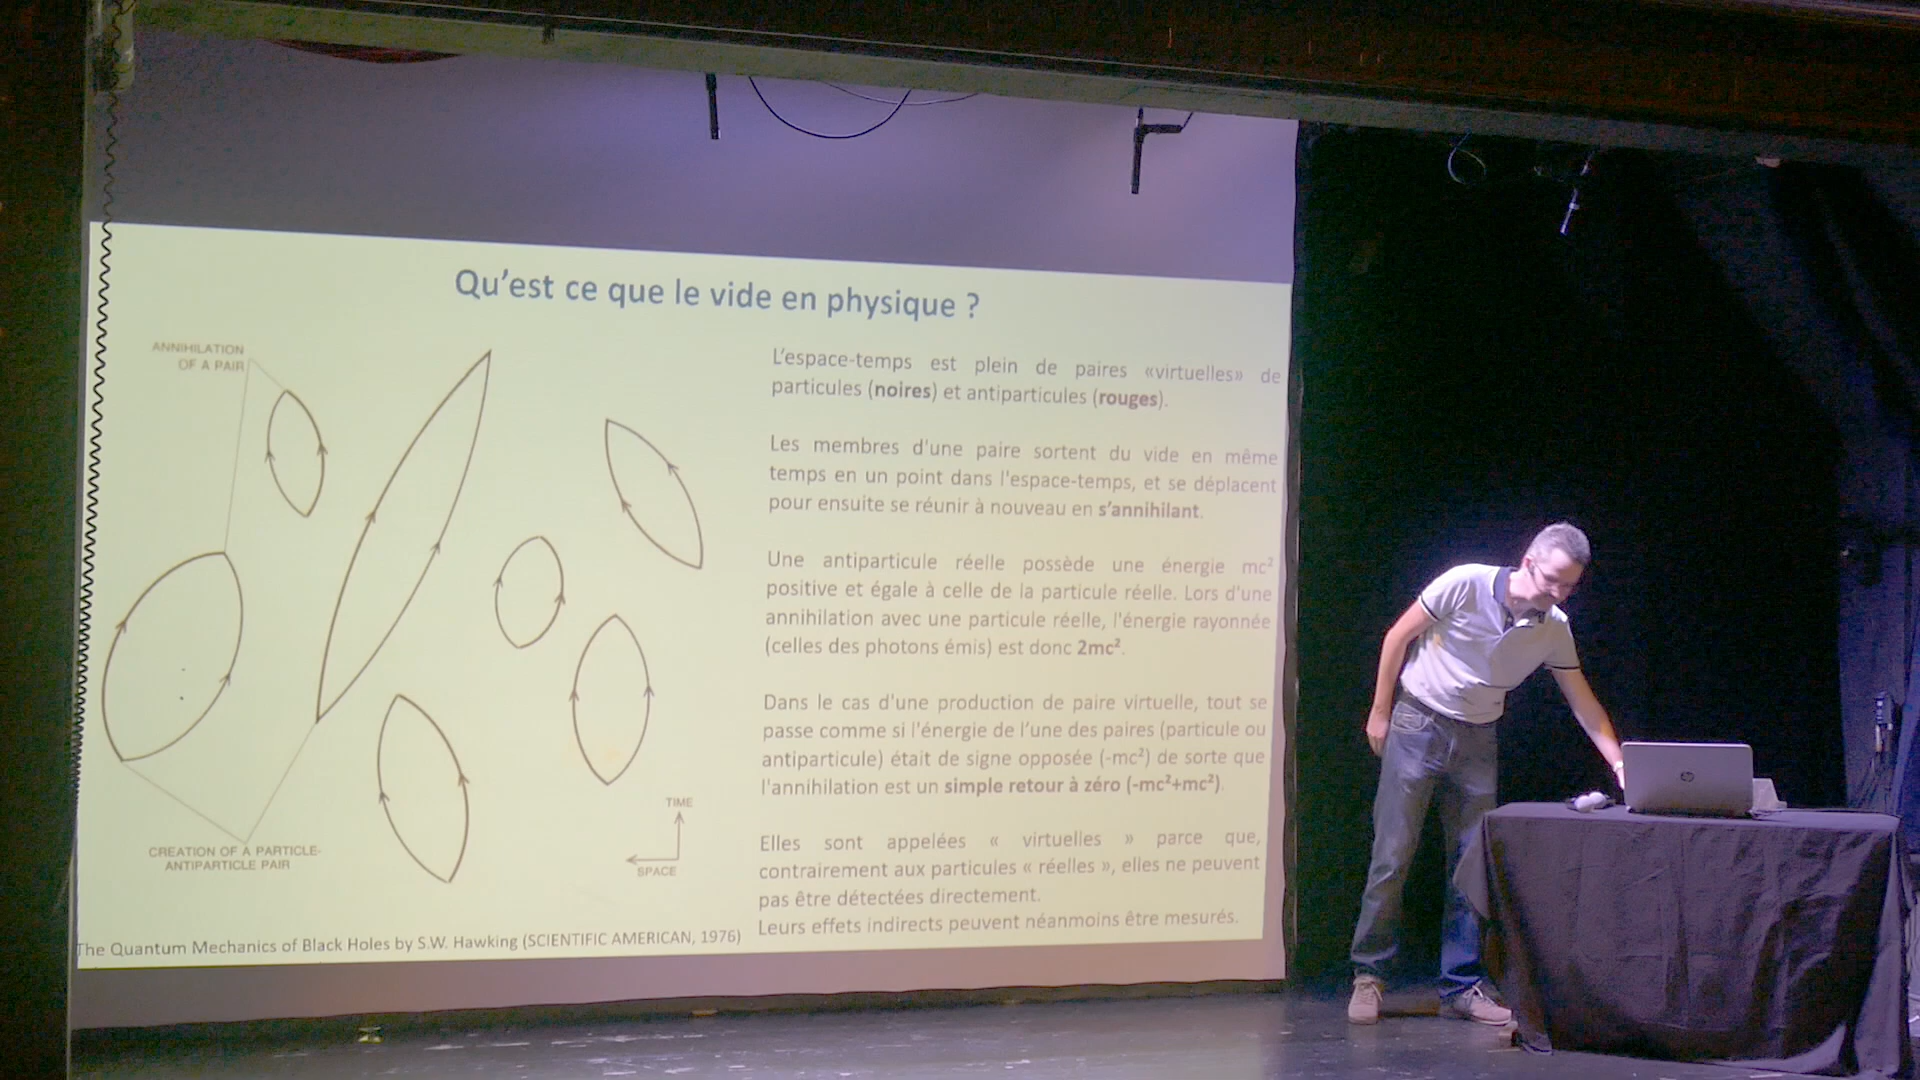 Qu'est ce que le vide en physique ?
ANNIHILATION
OF A PAIR
CREATION OF A PARTICLE-
ANTIPARTICLE PAIR
TIME
SPACE
The Quantum Mechanics of Black Holes by S.W. Hawking (SCIENTIFIC AMERICAN, 1976)
L'espace-temps est plein de paires «virtuelles» de
particules (noires) et antiparticules (rouges).
Les membres d'une paire sortent du vide en même
temps en un point dans l'espace-temps, et se déplacent
pour ensuite se réunir à nouveau en s'annihilant.
Une antiparticule réelle possède une énergie mc²
positive et égale à celle de la particule réelle. Lors d'une
annihilation avec une particule réelle, l'énergie rayonnée
(celles des photons émis) est donc 2mc².
Dans le cas d'une production de paire virtuelle, tout se
passe comme si l'énergie de l'une des paires (particule ou
antiparticule) était de signe opposée (-mc²) de sorte que
l'annihilation est un simple retour à zéro (-mc²+mc²).
Elles sont appelées « virtuelles » parce que,
contrairement aux particules « réelles », elles ne peuvent
pas être détectées directement.
Leurs effets indirects peuvent néanmoins être mesurés.
hp